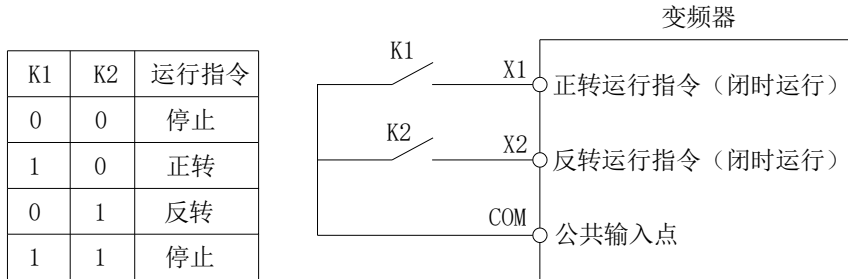 K1 K2 运行指令
0 0 停止
1 0 正转
0 1 反转
1 1 停止
变频器
K1
X1
正转运行指令（闭时运行）
K2
X2
反转运行指令（闭时运行）
COM
公共输入点